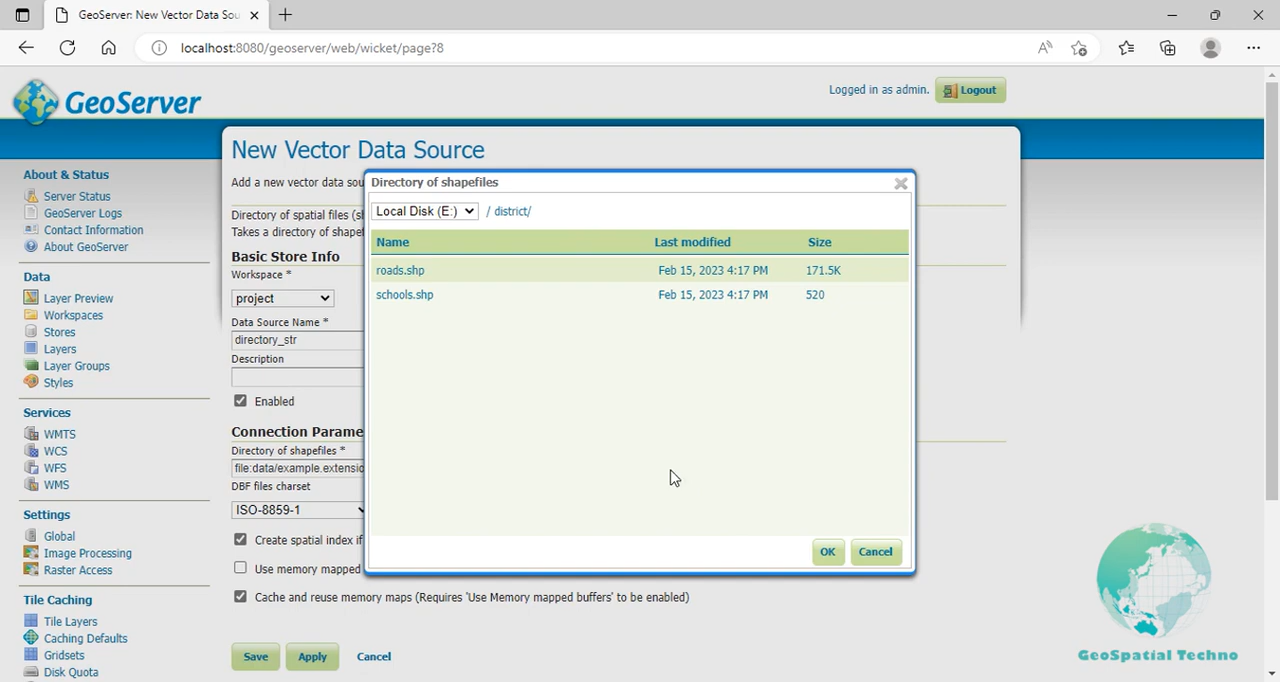 GeoServer: New Vector Data Sou
localhost:8080/geoserver/web/wicket/page?8
GeoServer
Logged in as admin.
Logout
About & Status
Server Status
GeoServer Logs
Contact Information
About GeoServer
Data
Layer Preview
Workspaces
Stores
Layers
Layer Groups
Styles
Services
WMTS
WCS
WFS
WMS
Settings
Global
Image Processing
Raster Access
Tile Caching
Tile Layers
Caching Defaults
Gridsets
Disk Quota
New Vector Data Source
Add a new vector data sou
Directory of spatial files (sh
Takes a directory of shapef
Basic Store Info
Workspace *
project
Data Source Name *
directory_str
Description
Enabled
Connection Parame
Directory of shapefiles *
file:data/example.extensio
DBF files charset
ISO-8859-1
Create spatial index if
Use memory mapped
Cache and reuse memory maps (Requires 'Use Memory mapped buffers' to be enabled)
Save
Apply
Cancel
Directory of shapefiles
Local Disk (E:) / district/
Name Last modified Size
roads.shp Feb 15, 2023 4:17 PM 171.5K
schools.shp Feb 15, 2023 4:17 PM 520
OK
Cancel
GeoSpatial Techno